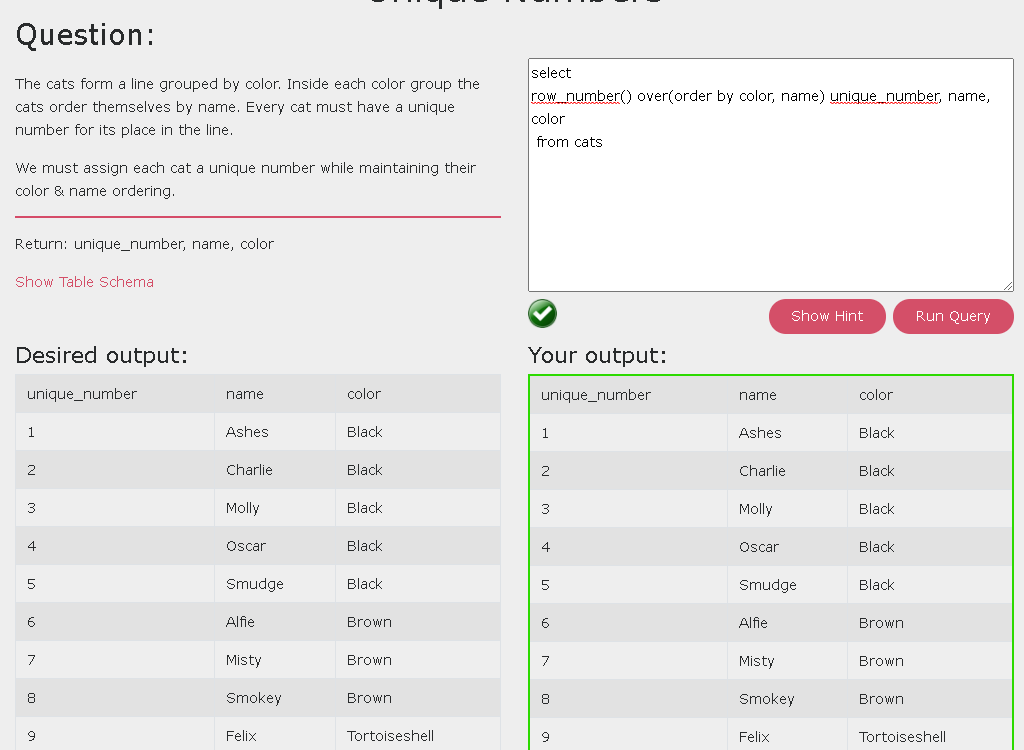 Unique Numbers
Question:
The cats form a line grouped by color. Inside each color group the
cats order themselves by name. Every cat must have a unique
number for its place in the line.
We must assign each cat a unique number while maintaining their
color & name ordering.
Return: unique_number, name, color
Show Table Schema
select
row_number() over(order by color, name) unique_number, name,
color
from cats
Show Hint
Run Query
Desired output:
unique_number name color
1 Ashes Black
2 Charlie Black
3 Molly Black
4 Oscar Black
5 Smudge Black
6 Alfie Brown
7 Misty Brown
8 Smokey Brown
9 Felix Tortoiseshell
Your output:
unique_number name color
1 Ashes Black
2 Charlie Black
3 Molly Black
4 Oscar Black
5 Smudge Black
6 Alfie Brown
7 Misty Brown
8 Smokey Brown
9 Felix Tortoiseshell